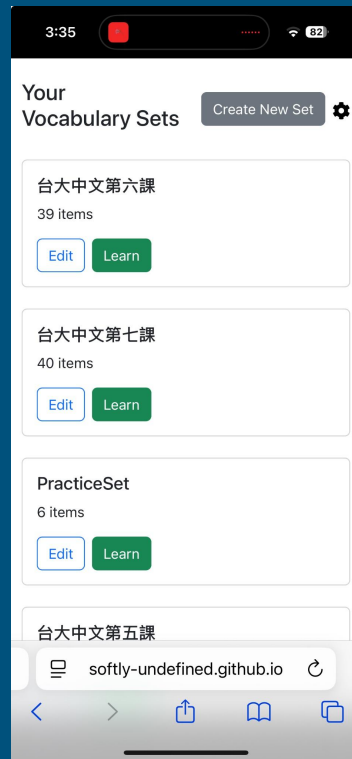 3:35
82
Your
Vocabulary Sets
Create New Set
台大中文第六課
39 items
Edit
Learn
台大中文第七課
40 items
Edit
Learn
PracticeSet
6 items
Edit
Learn
台大中文第五課
softly-undefined.github.io